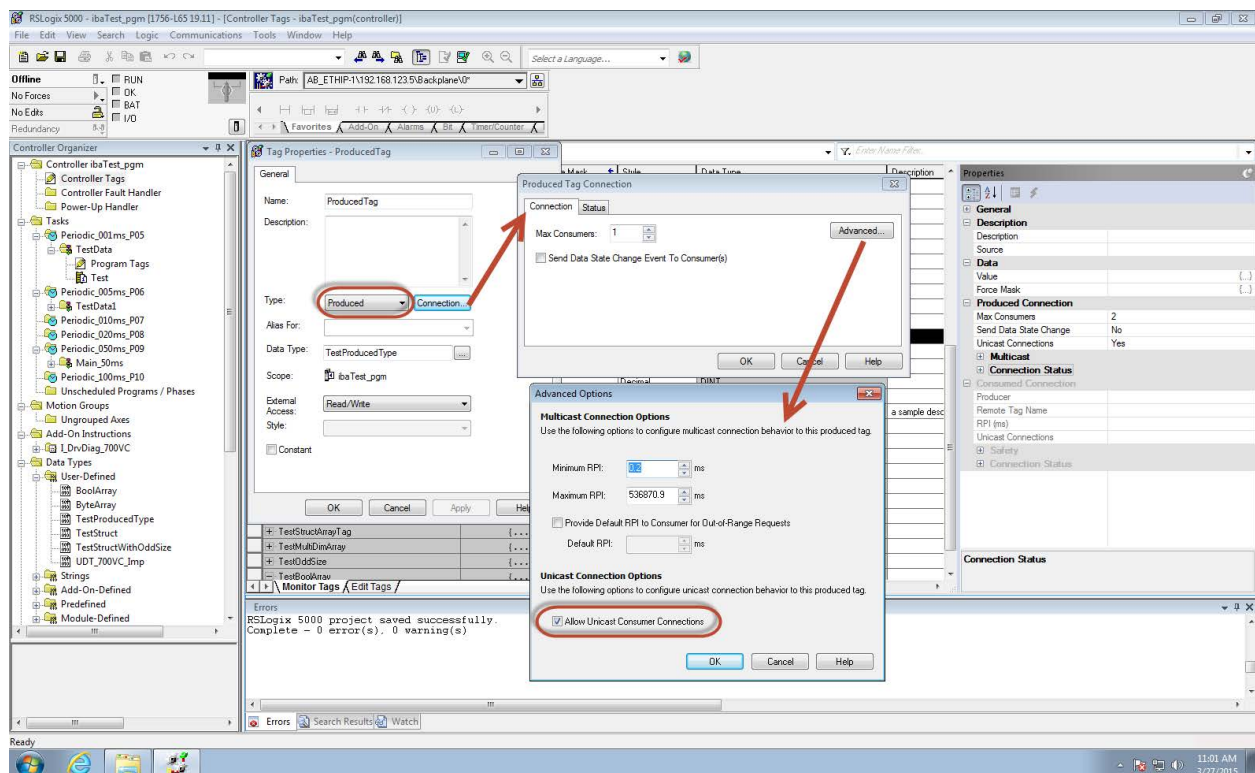 RSLogix 5000 - ibaTest_pgm [1756-L65 19.11] - [Controller Tags - ibaTest_pgm(controller)]
File Edit View Search Logic Communications Tools Window Help
Select a Language...
Offline
RUN
No Forces
OK
No Edits
BAT
I/O
Redundancy
Path: AB_ETHIP-1\192.168.123.5\Backplane\0*
Favorites Add-On Alarms Bit Timer/Counter
Controller Organizer
Controller ibaTest_pgm
Controller Tags
Controller Fault Handler
Power-Up Handler
Tasks
Periodic_001ms_P05
TestData
Program Tags
Test
Periodic_005ms_P06
TestData1
Periodic_010ms_P07
Periodic_020ms_P08
Periodic_050ms_P09
Main_50ms
Periodic_100ms_P10
Unscheduled Programs / Phases
Motion Groups
Ungrouped Axes
Add-On Instructions
I_DrvDiag_700VC
Data Types
User-Defined
BoolArray
ByteArray
TestProducedType
TestStruct
TestStructWithOddSize
UDT_700VC_Imp
Strings
Add-On-Defined
Predefined
Module-Defined
Tag Properties - ProducedTag
General
Name: ProducedTag
Description:
Type: Produced Connection...
Alias For:
Data Type: TestProducedType ...
Scope: ibaTest_pgm
External Access: Read/Write
Style:
Constant
OK Cancel Apply Help
+ TestStructArrayTag {...
+ TestMultiDimArray {...
+ TestOddSize {...
TestBoolArray {...
Monitor Tags Edit Tags
Enter Name Filter...
Mask Style Data Type Description
Produced Tag Connection
Connection Status
Max Consumers: 1
Advanced...
Send Data State Change Event To Consumer(s)
OK Cancel Help
Decimal DINT
a sample desc
Advanced Options
Multicast Connection Options
Use the following options to configure multicast connection behavior to this produced tag.
Minimum RPI: 0.2 ms
Maximum RPI: 536870.9 ms
Provide Default RPI to Consumer for Out-of-Range Requests
Default RPI: ms
Unicast Connection Options
Use the following options to configure unicast connection behavior to this produced tag.
Allow Unicast Consumer Connections
OK Cancel Help
Properties
General
Description
Description
Source
Data
Value {...}
Force Mask {...}
Produced Connection
Max Consumers 2
Send Data State Change No
Unicast Connections Yes
Multicast
Connection Status
Consumed Connection
Producer
Remote Tag Name
RPI (ms)
Unicast Connections
Safety
Connection Status
Connection Status
Errors
RSLogix 5000 project saved successfully.
Complete - 0 error(s), 0 warning(s)
Errors Search Results Watch
Ready
11:01 AM
3/27/2015